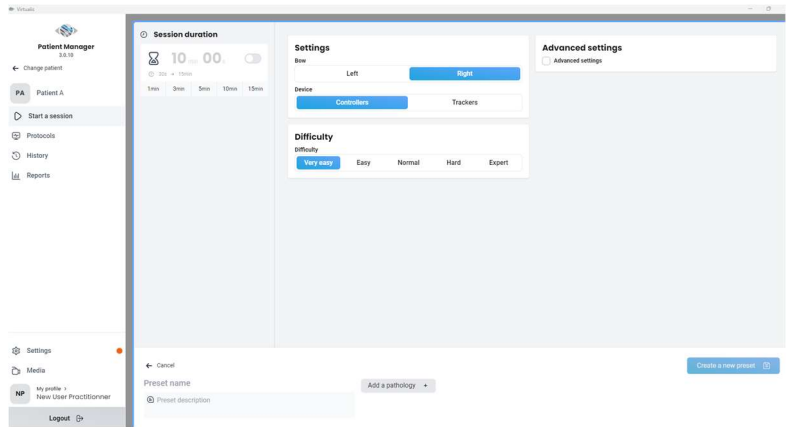 Virtualis
Patient Manager
3.6.10
Change patient
PA Patient A
Start a session
Protocols
History
Reports
Settings
Media
NP
My profile
New User Practitionner
Logout
Session duration
10 mn 00 s
1mn 3mn 5mn 10mn 15mn
Settings
Bow
Left Right
Device
Controllers Trackers
Difficulty
Difficulty
Very easy Easy Normal Hard Expert
Advanced settings
Advanced settings
Cancel
Create a new preset
Preset name
Add a pathology +
Preset description